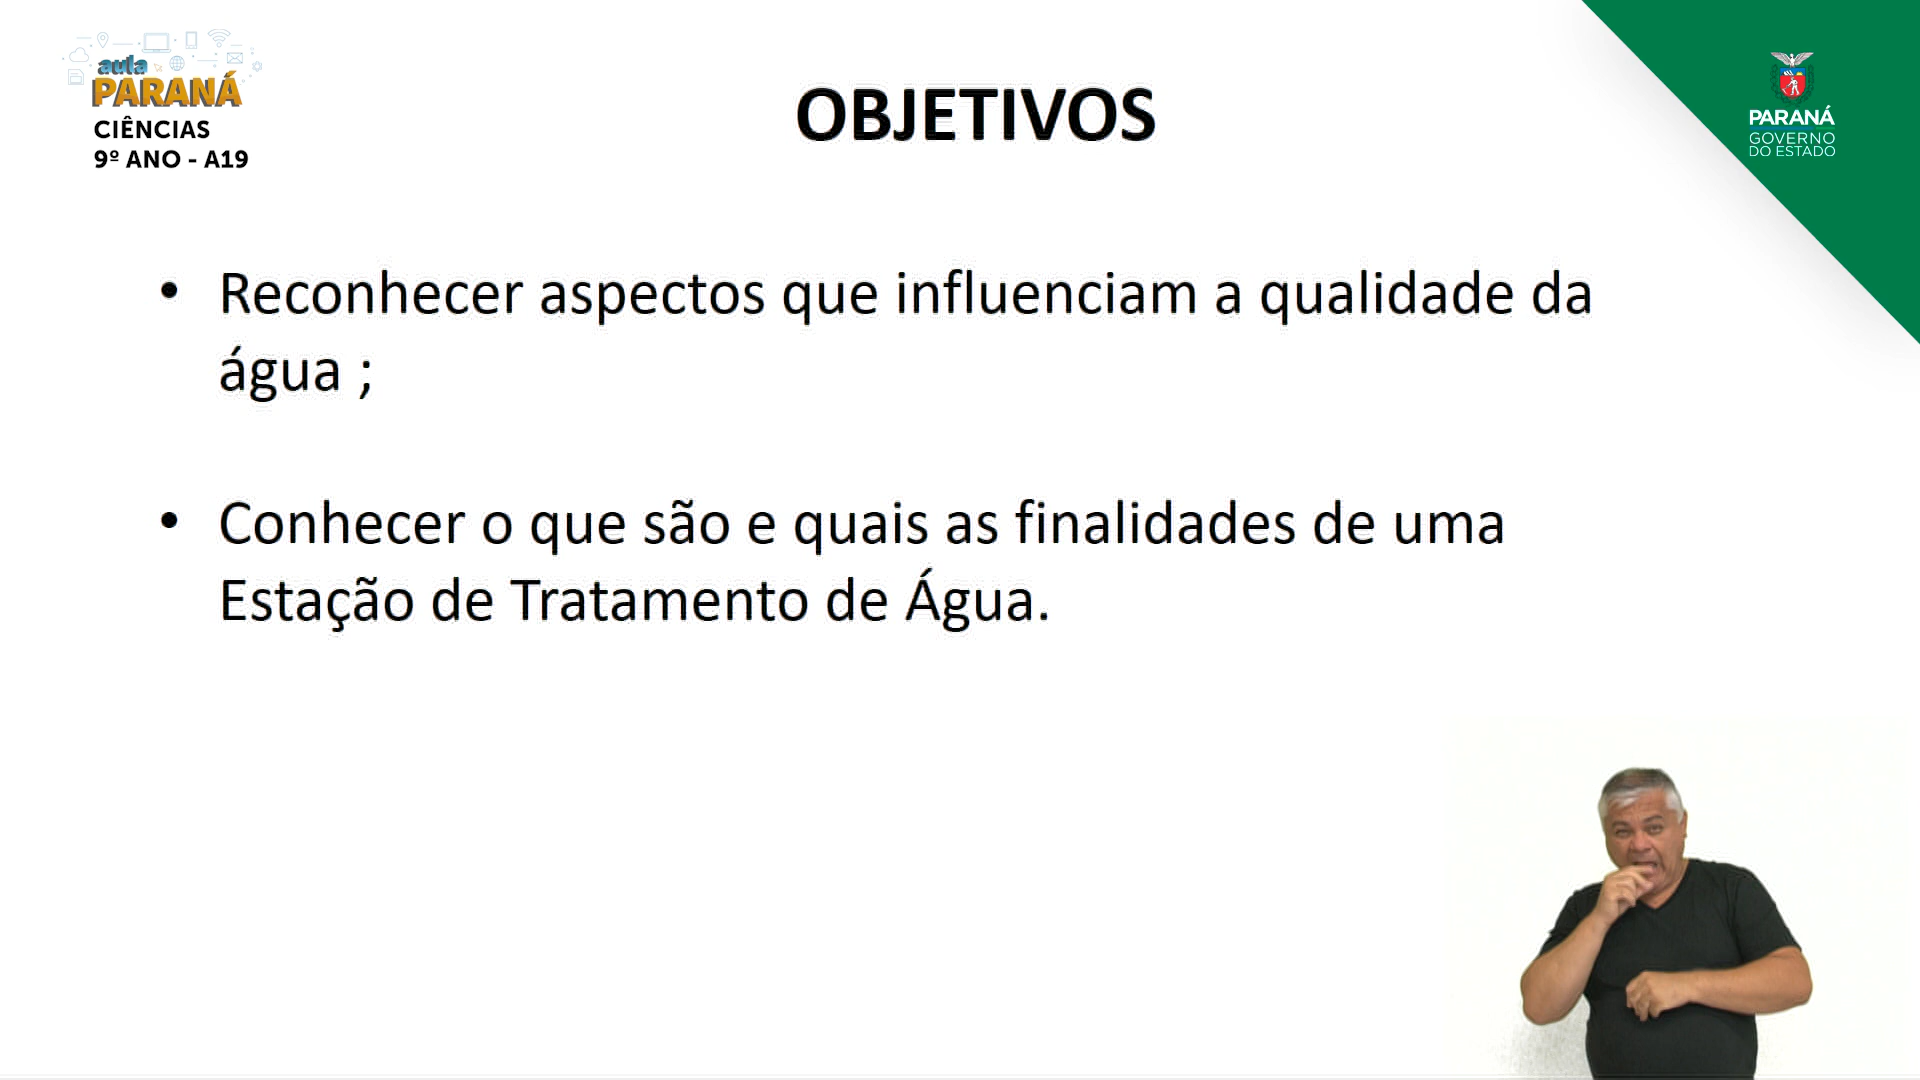 aula
PARANÁ
CIÊNCIAS
9º ANO - A19
OBJETIVOS
PARANÁ
GOVERNO
DO ESTADO
• Reconhecer aspectos que influenciam a qualidade da
água ;
• Conhecer o que são e quais as finalidades de uma
Estação de Tratamento de Água.